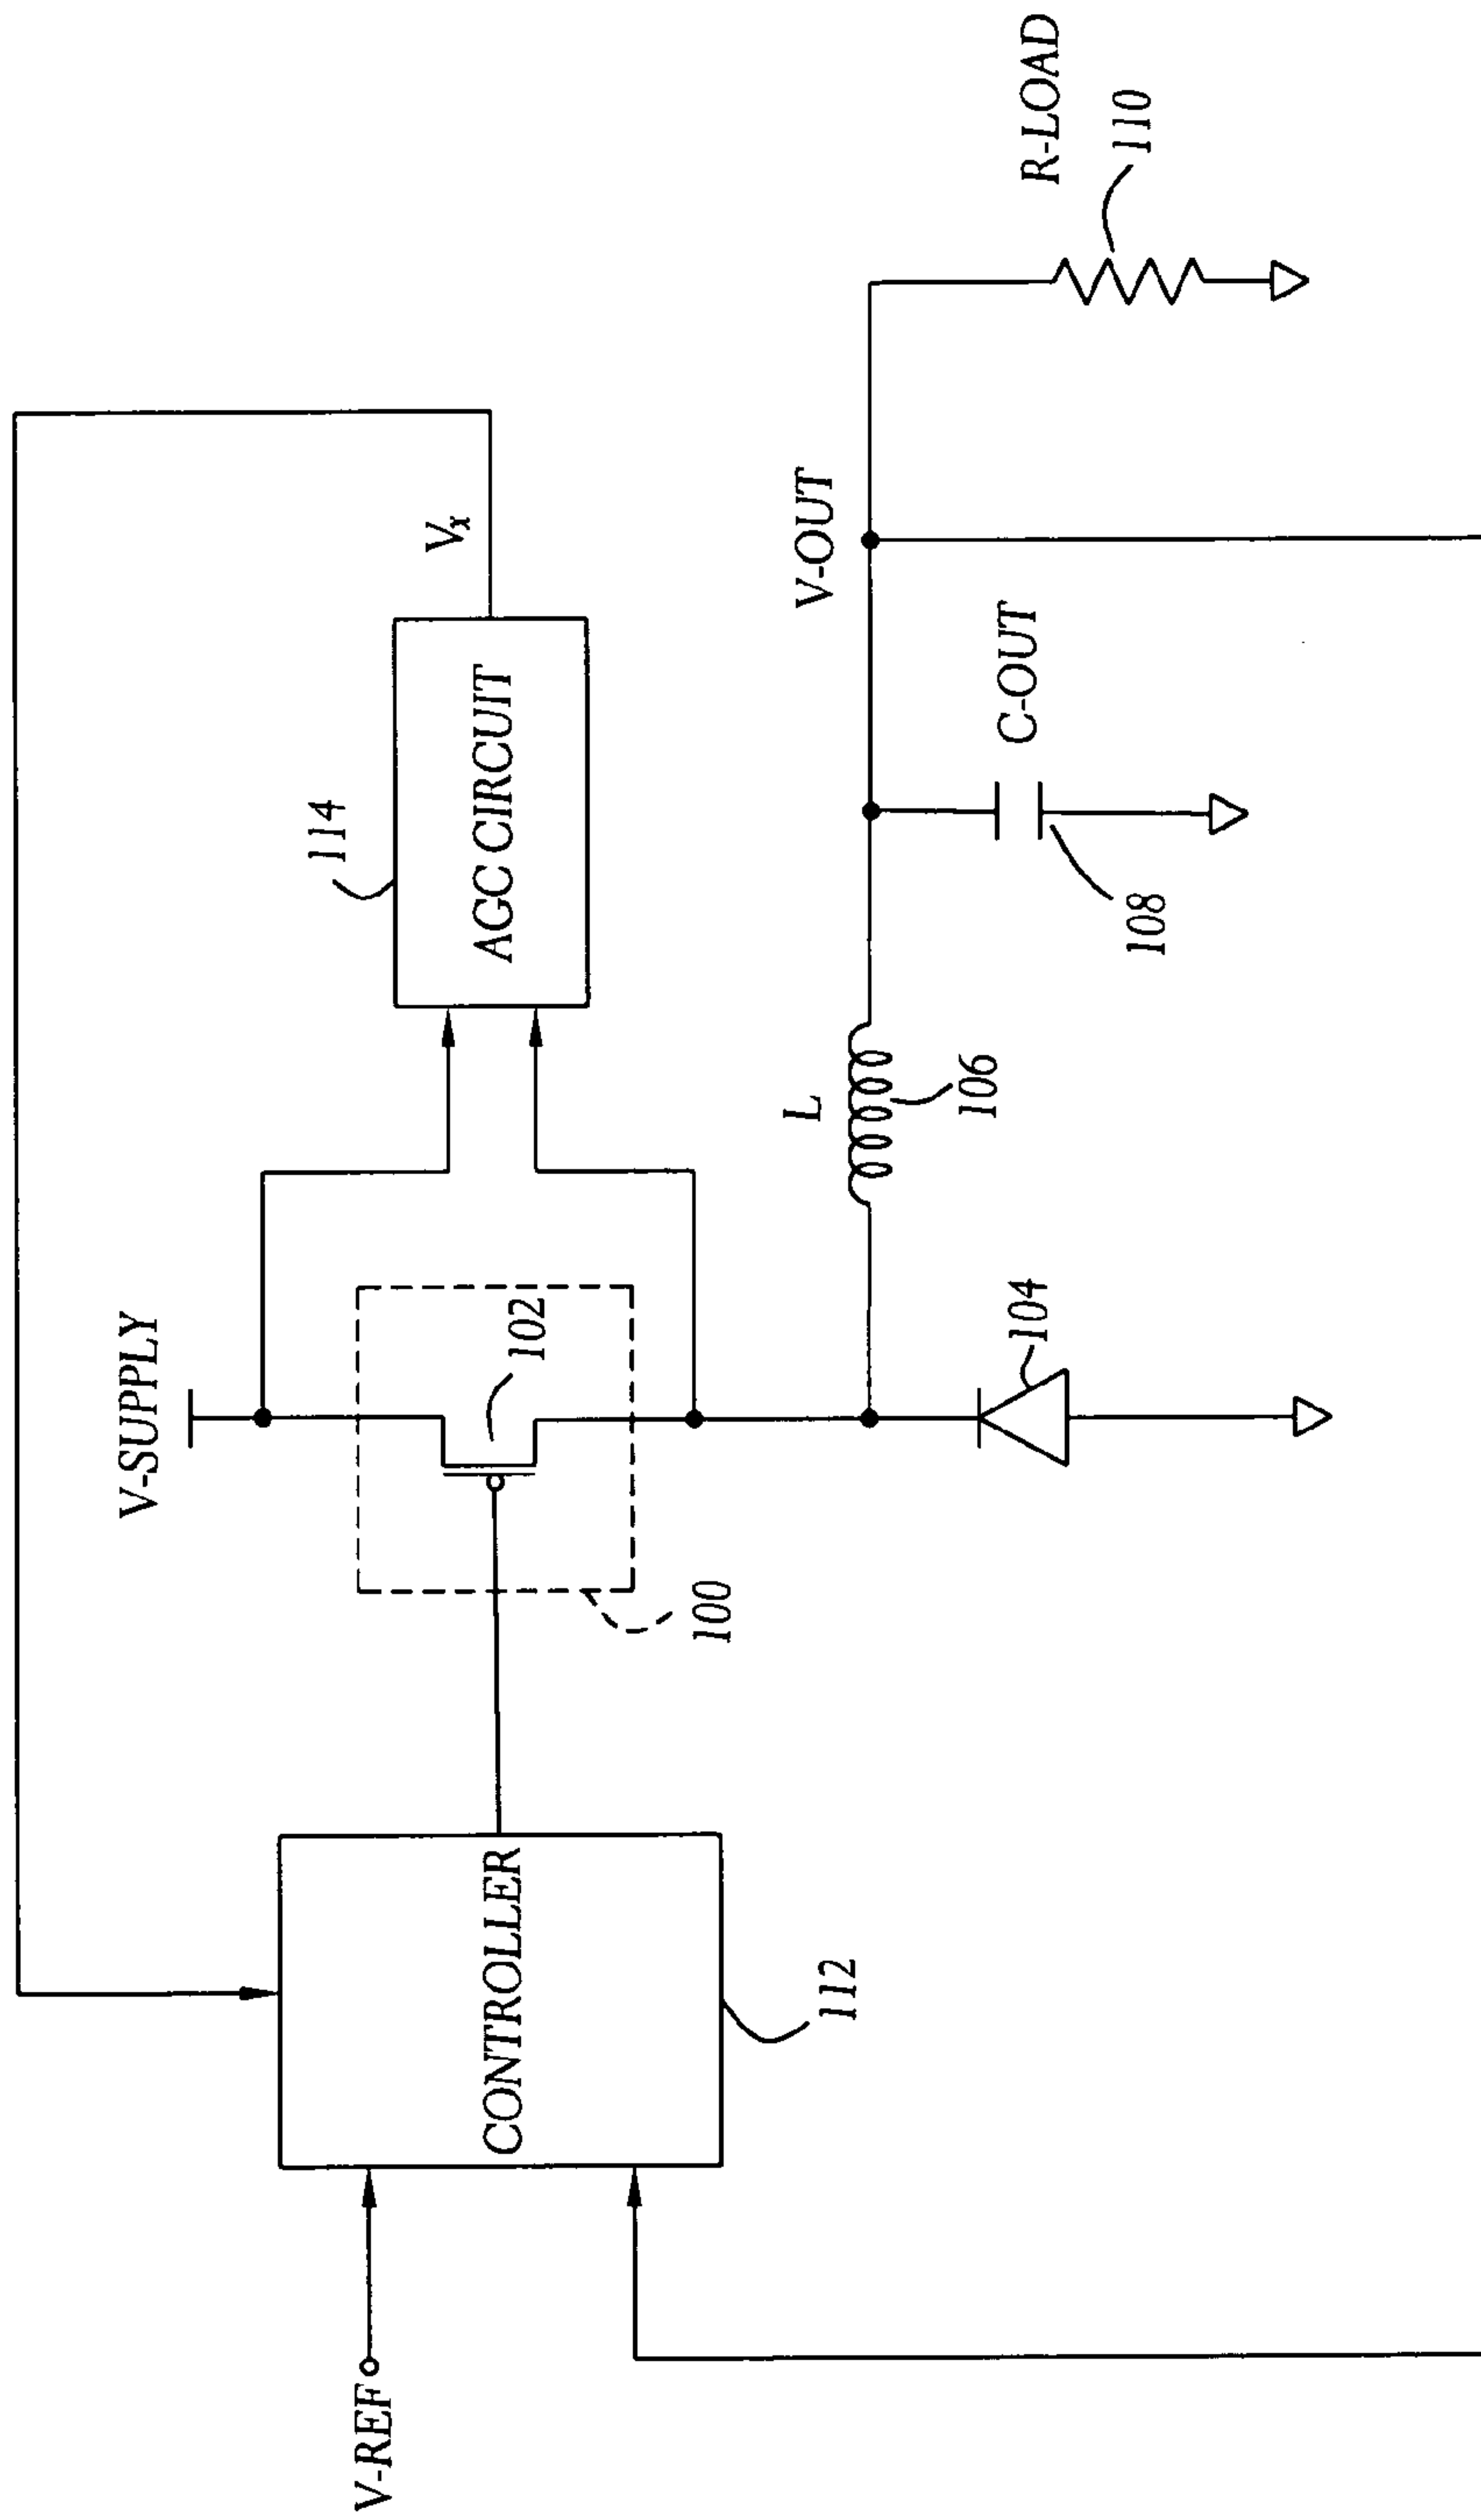 V-SUPPLY
V-REF
CONTROLLER
112
100
102
114
AGC CIRCUIT
Vx
104
L
106
V-OUT
C-OUT
108
R-LOAD
110